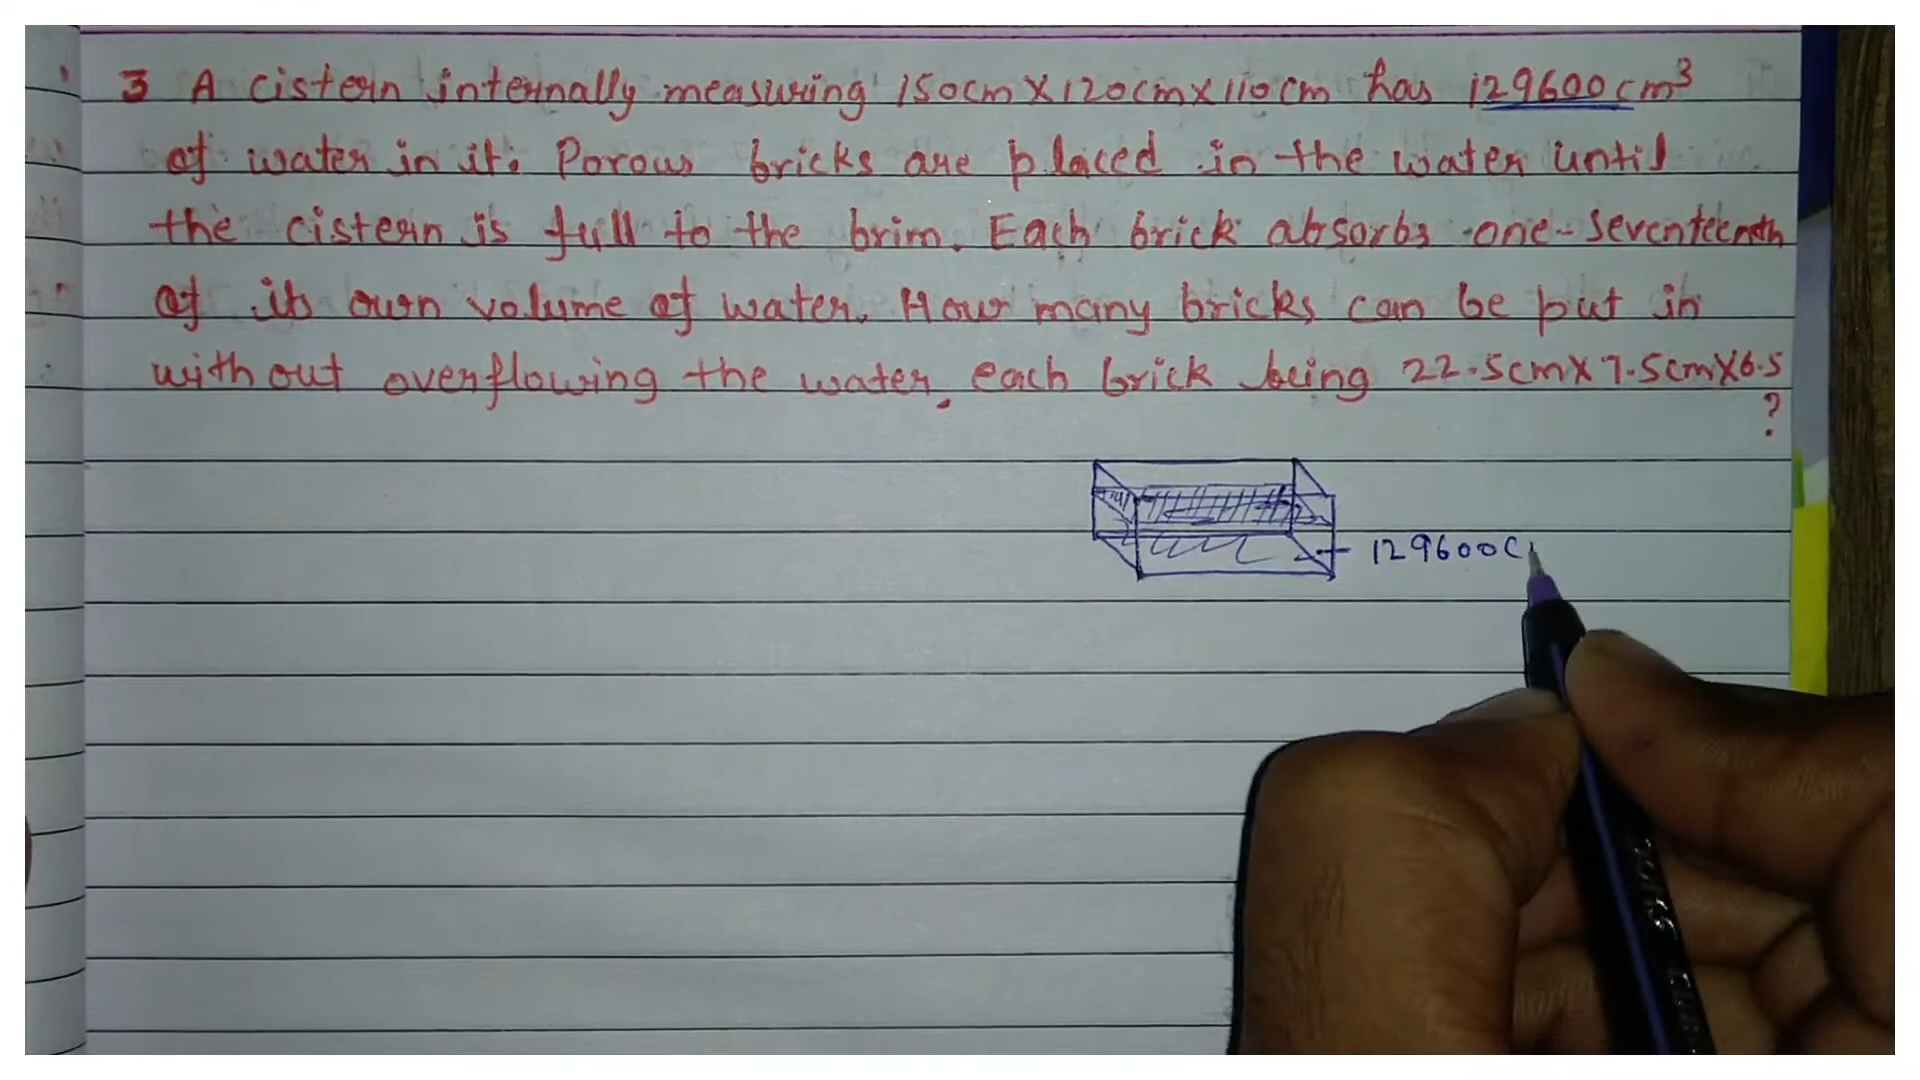 3 A cistern internally measuring 150cm X 120cm x 110cm has 129600 cm³
of water in it. Porous bricks are placed in the water until
the cistern is full to the brim. Each brick absorbs one-seventeenth
of its own volume of water. How many bricks can be put in
without overflowing the water, each brick being 22.5cm X 7.5cm X 6.5
?
129600 c